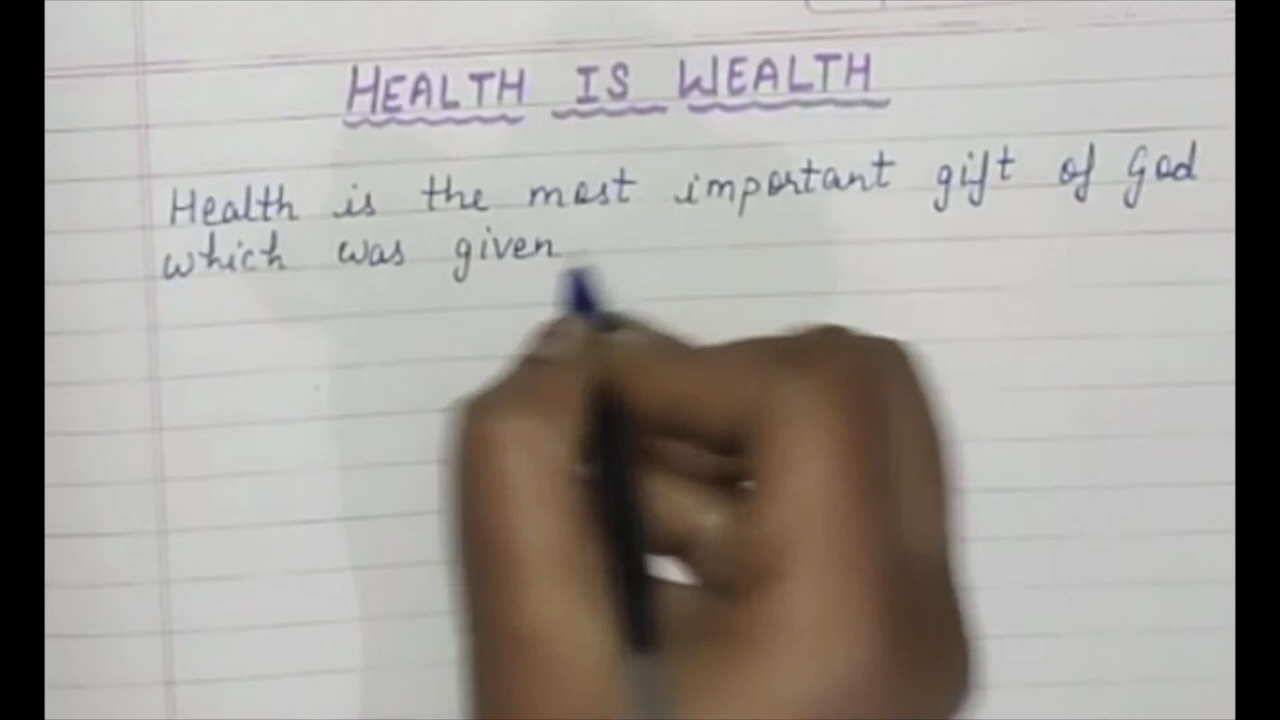 HEALTH IS WEALTH
Health is the most important gift of God
which was given